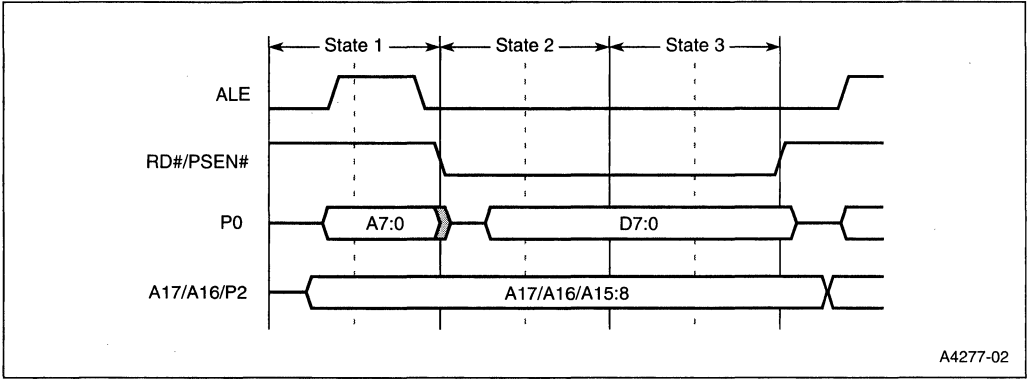 State 1 State 2 State 3
ALE
RD#/PSEN#
P0 A7:0 D7:0
A17/A16/P2 A17/A16/A15:8
A4277-02